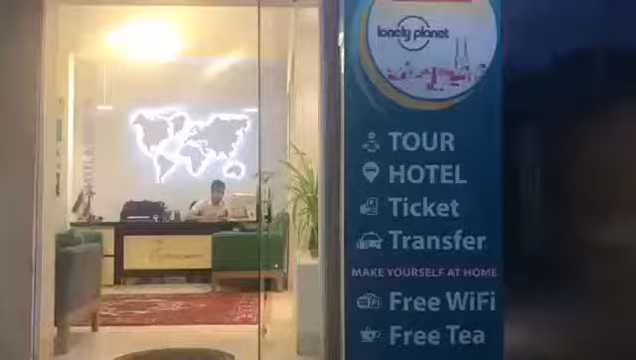 lonely planet
TOUR
HOTEL
Ticket
Transfer
MAKE YOURSELF AT HOME
Free WiFi
Free Tea